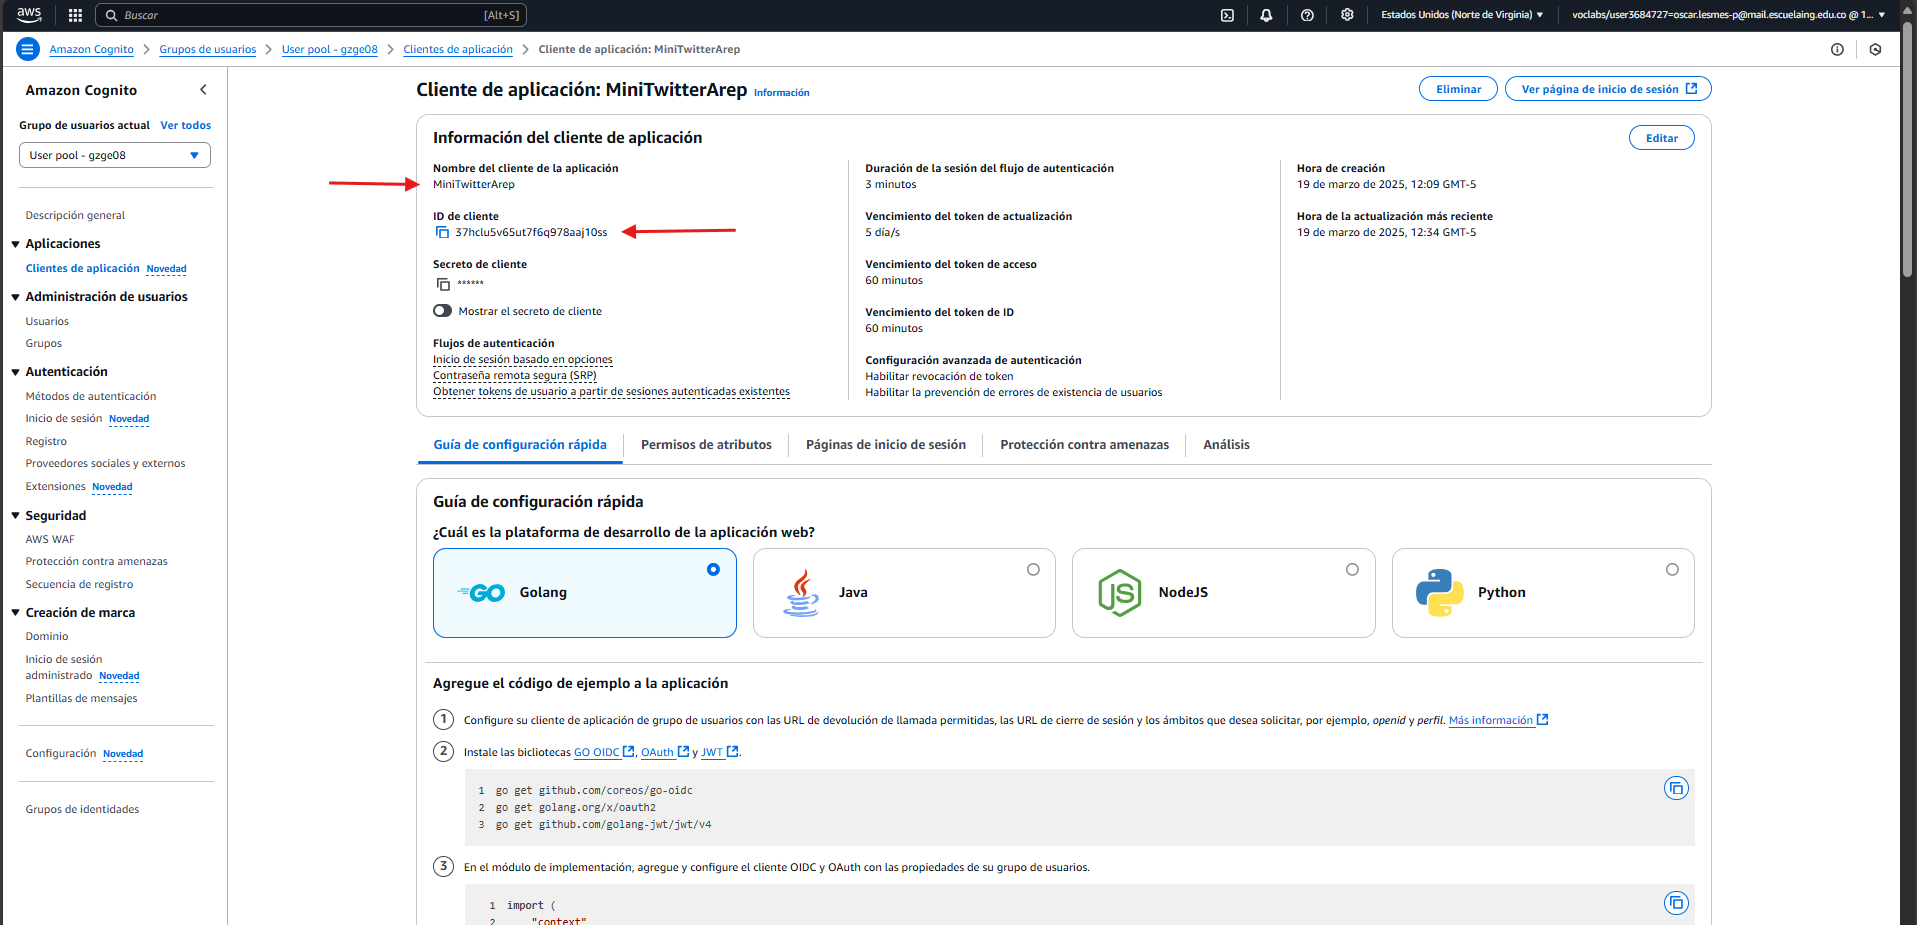 aws
Buscar
[Alt+S]
Estados Unidos (Norte de Virginia)
voclabs/user3684727=oscar.lesmes-p@mail.escuelaing.edu.co @ 1...
Amazon Cognito
Grupos de usuarios
User pool - gzge08
Clientes de aplicación
Cliente de aplicación: MiniTwitterArep
Amazon Cognito
Grupo de usuarios actual
Ver todos
User pool - gzge08
Descripción general
Aplicaciones
Clientes de aplicación Novedad
Administración de usuarios
Usuarios
Grupos
Autenticación
Métodos de autenticación
Inicio de sesión Novedad
Registro
Proveedores sociales y externos
Extensiones Novedad
Seguridad
AWS WAF
Protección contra amenazas
Secuencia de registro
Creación de marca
Dominio
Inicio de sesión
administrado Novedad
Plantillas de mensajes
Configuración Novedad
Grupos de identidades
Cliente de aplicación: MiniTwitterArep Información
Eliminar
Ver página de inicio de sesión
Información del cliente de aplicación
Editar
Nombre del cliente de la aplicación
MiniTwitterArep
ID de cliente
37hclu5v65ut7f6q978aaj10ss
Secreto de cliente
******
Mostrar el secreto de cliente
Flujos de autenticación
Inicio de sesión basado en opciones
Contraseña remota segura (SRP)
Obtener tokens de usuario a partir de sesiones autenticadas existentes
Duración de la sesión del flujo de autenticación
3 minutos
Vencimiento del token de actualización
5 día/s
Vencimiento del token de acceso
60 minutos
Vencimiento del token de ID
60 minutos
Configuración avanzada de autenticación
Habilitar revocación de token
Habilitar la prevención de errores de existencia de usuarios
Hora de creación
19 de marzo de 2025, 12:09 GMT-5
Hora de la actualización más reciente
19 de marzo de 2025, 12:34 GMT-5
Guía de configuración rápida
Permisos de atributos
Páginas de inicio de sesión
Protección contra amenazas
Análisis
Guía de configuración rápida
¿Cuál es la plataforma de desarrollo de la aplicación web?
GO Golang
Java
JS NodeJS
Python
Agregue el código de ejemplo a la aplicación
1 Configure su cliente de aplicación de grupo de usuarios con las URL de devolución de llamada permitidas, las URL de cierre de sesión y los ámbitos que desea solicitar, por ejemplo, openid y perfil. Más información
2 Instale las bicliotecas GO OIDC, OAuth y JWT.
1 go get github.com/coreos/go-oidc
2 go get golang.org/x/oauth2
3 go get github.com/golang-jwt/jwt/v4
3 En el módulo de implementación, agregue y configure el cliente OIDC y OAuth con las propiedades de su grupo de usuarios.
1 import (
2 "context"